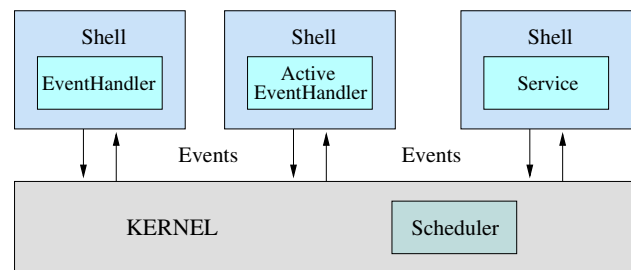 Shell
EventHandler
Shell
Active
EventHandler
Shell
Service
Events
Events
KERNEL
Scheduler